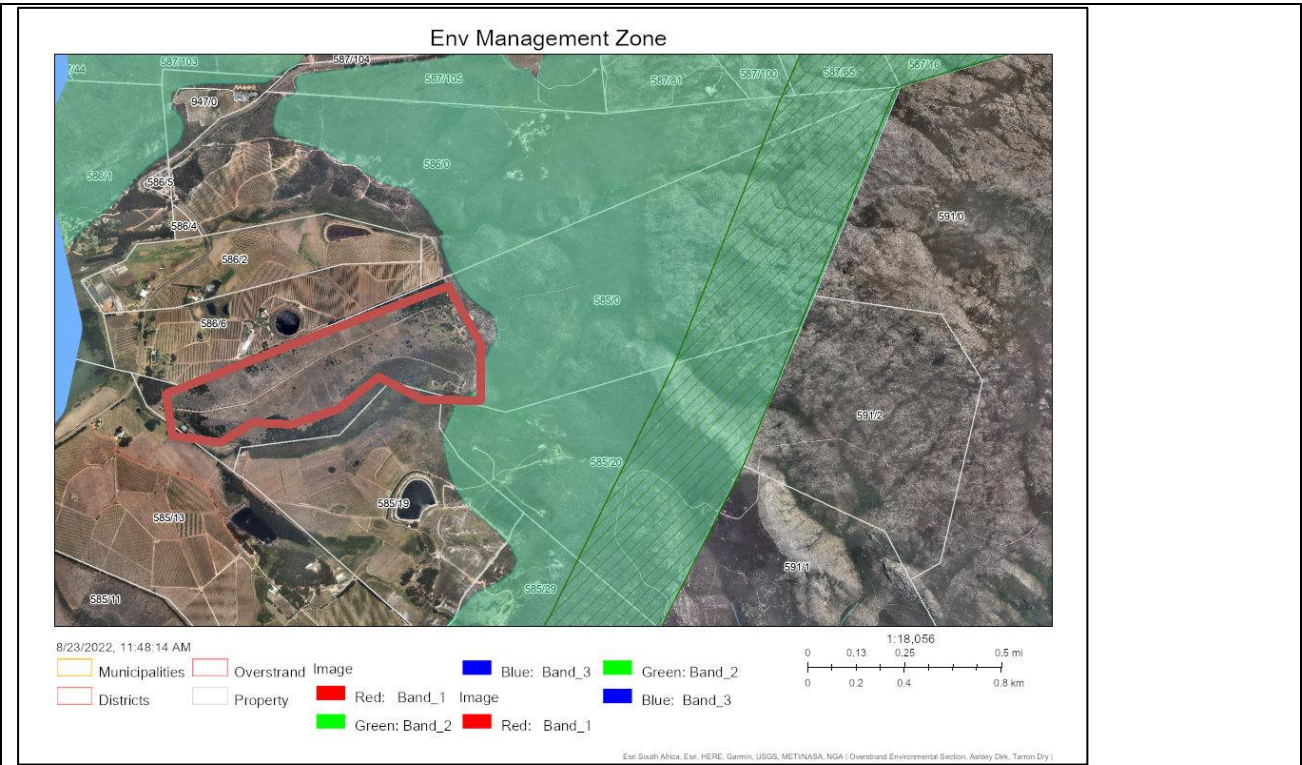 Env Management Zone
7/44
587/103
587/104
587/105
587/81
587/100
587/65
587/16
947/0
586/0
586/1
586/5
586/4
591/0
586/2
585/0
586/6
591/2
585/20
585/19
585/13
591/1
585/29
585/11
8/23/2022, 11:48:14 AM
Municipalities
Districts
Overstrand
Property
Image
Red: Band_1
Green: Band_2
Blue: Band_3
Image
Red: Band_1
Green: Band_2
Blue: Band_3
1:18,056
0 0.13 0.25 0.5 mi
0 0.2 0.4 0.8 km
Esri South Africa, Esri, HERE, Garmin, USGS, METI/NASA, NGA | Overstrand Environmental Section, Ashley Dirk, Tarron Dry |